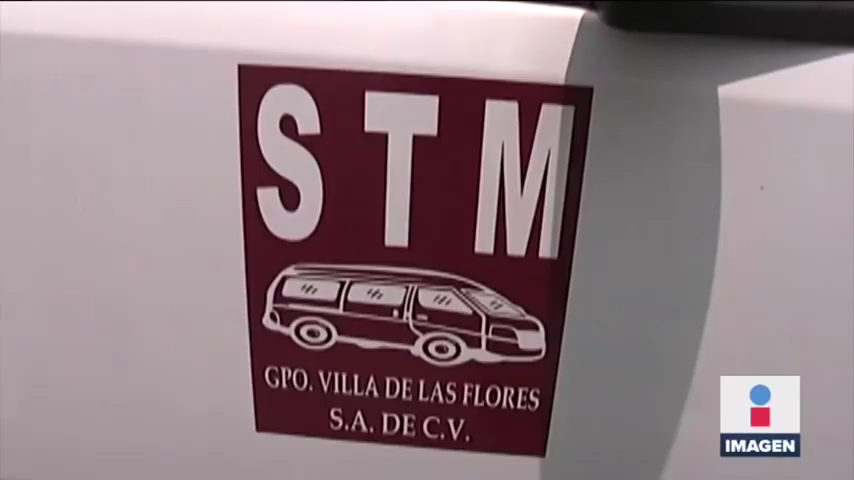 STM
GPO. VILLA DE LAS FLORES
S.A. DE C.V.
IMAGEN